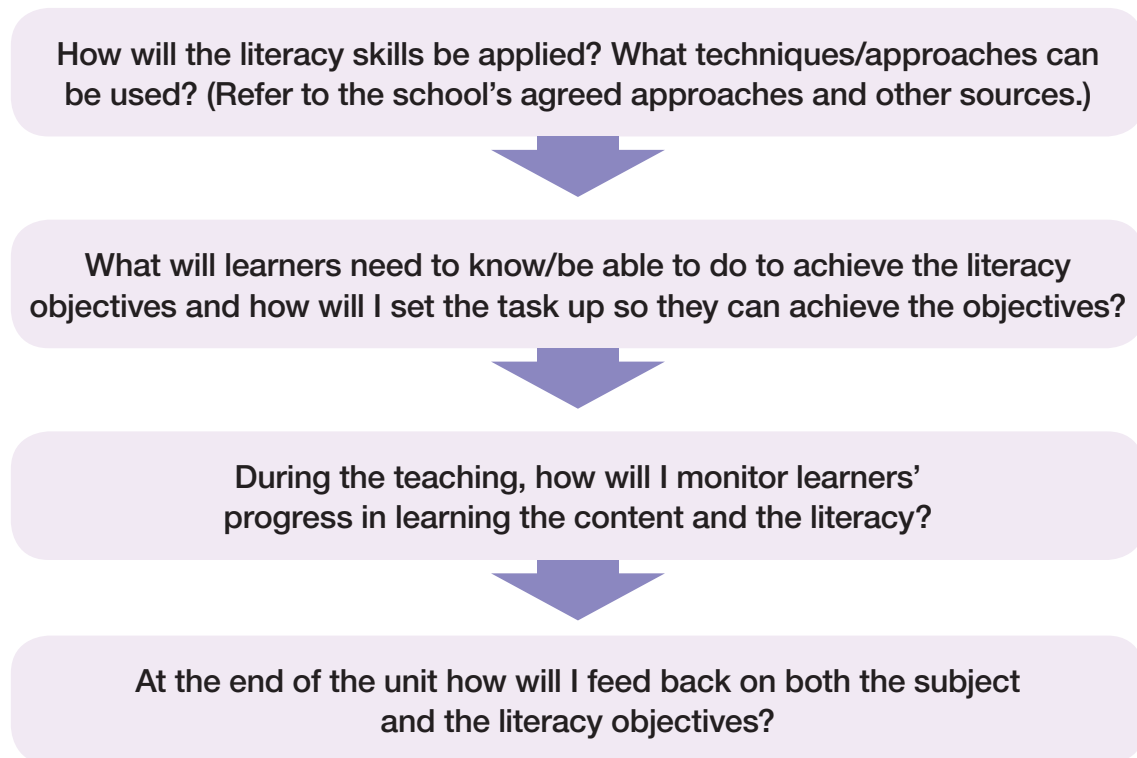 How will the literacy skills be applied? What techniques/approaches can
be used? (Refer to the school’s agreed approaches and other sources.)
What will learners need to know/be able to do to achieve the literacy
objectives and how will I set the task up so they can achieve the objectives?
During the teaching, how will I monitor learners’
progress in learning the content and the literacy?
At the end of the unit how will I feed back on both the subject
and the literacy objectives?